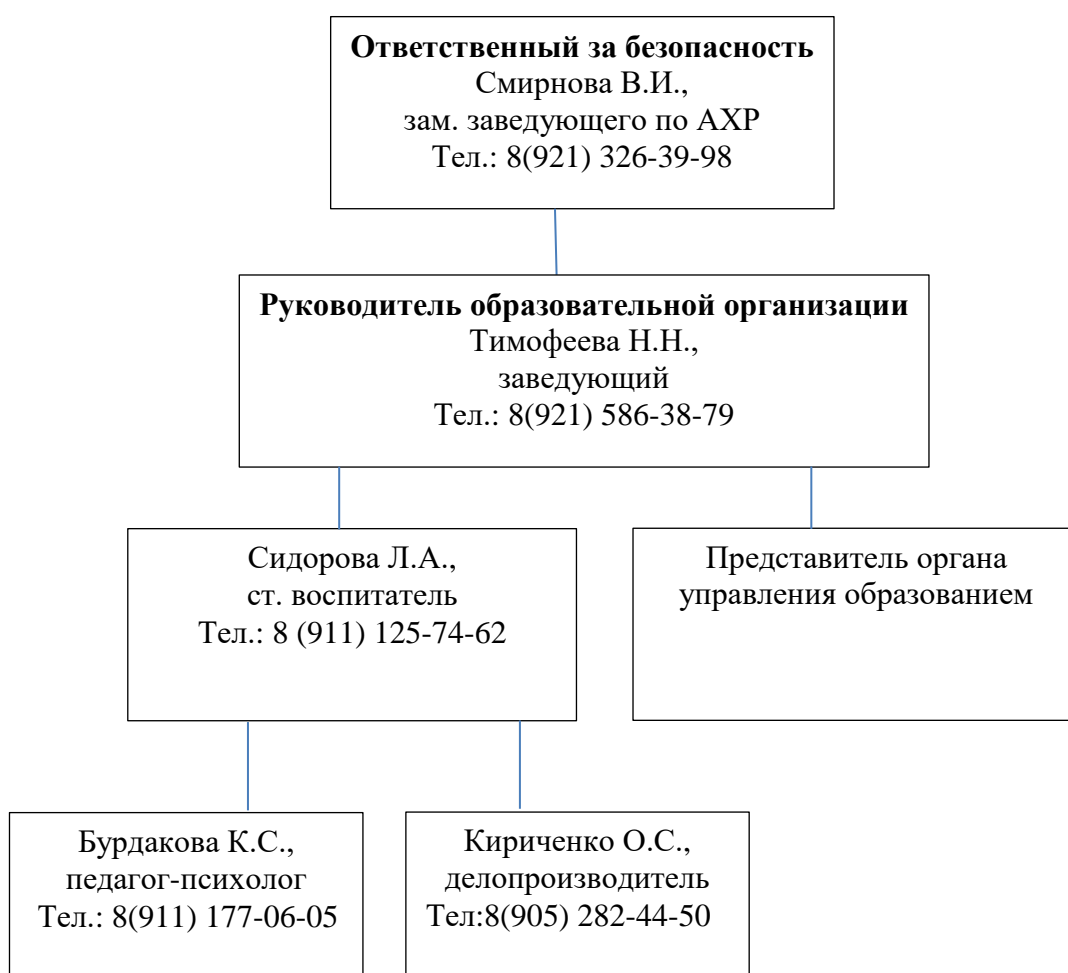 Ответственный за безопасность
Смирнова В.И.,
зам. заведующего по АХР
Тел.: 8(921) 326-39-98
Руководитель образовательной организации
Тимофеева Н.Н.,
заведующий
Тел.: 8(921) 586-38-79
Сидорова Л.А.,
ст. воспитатель
Тел.: 8 (911) 125-74-62
Представитель органа
управления образованием
Бурдакова К.С.,
педагог-психолог
Тел.: 8(911) 177-06-05
Кириченко О.С.,
делопроизводитель
Тел:8(905) 282-44-50